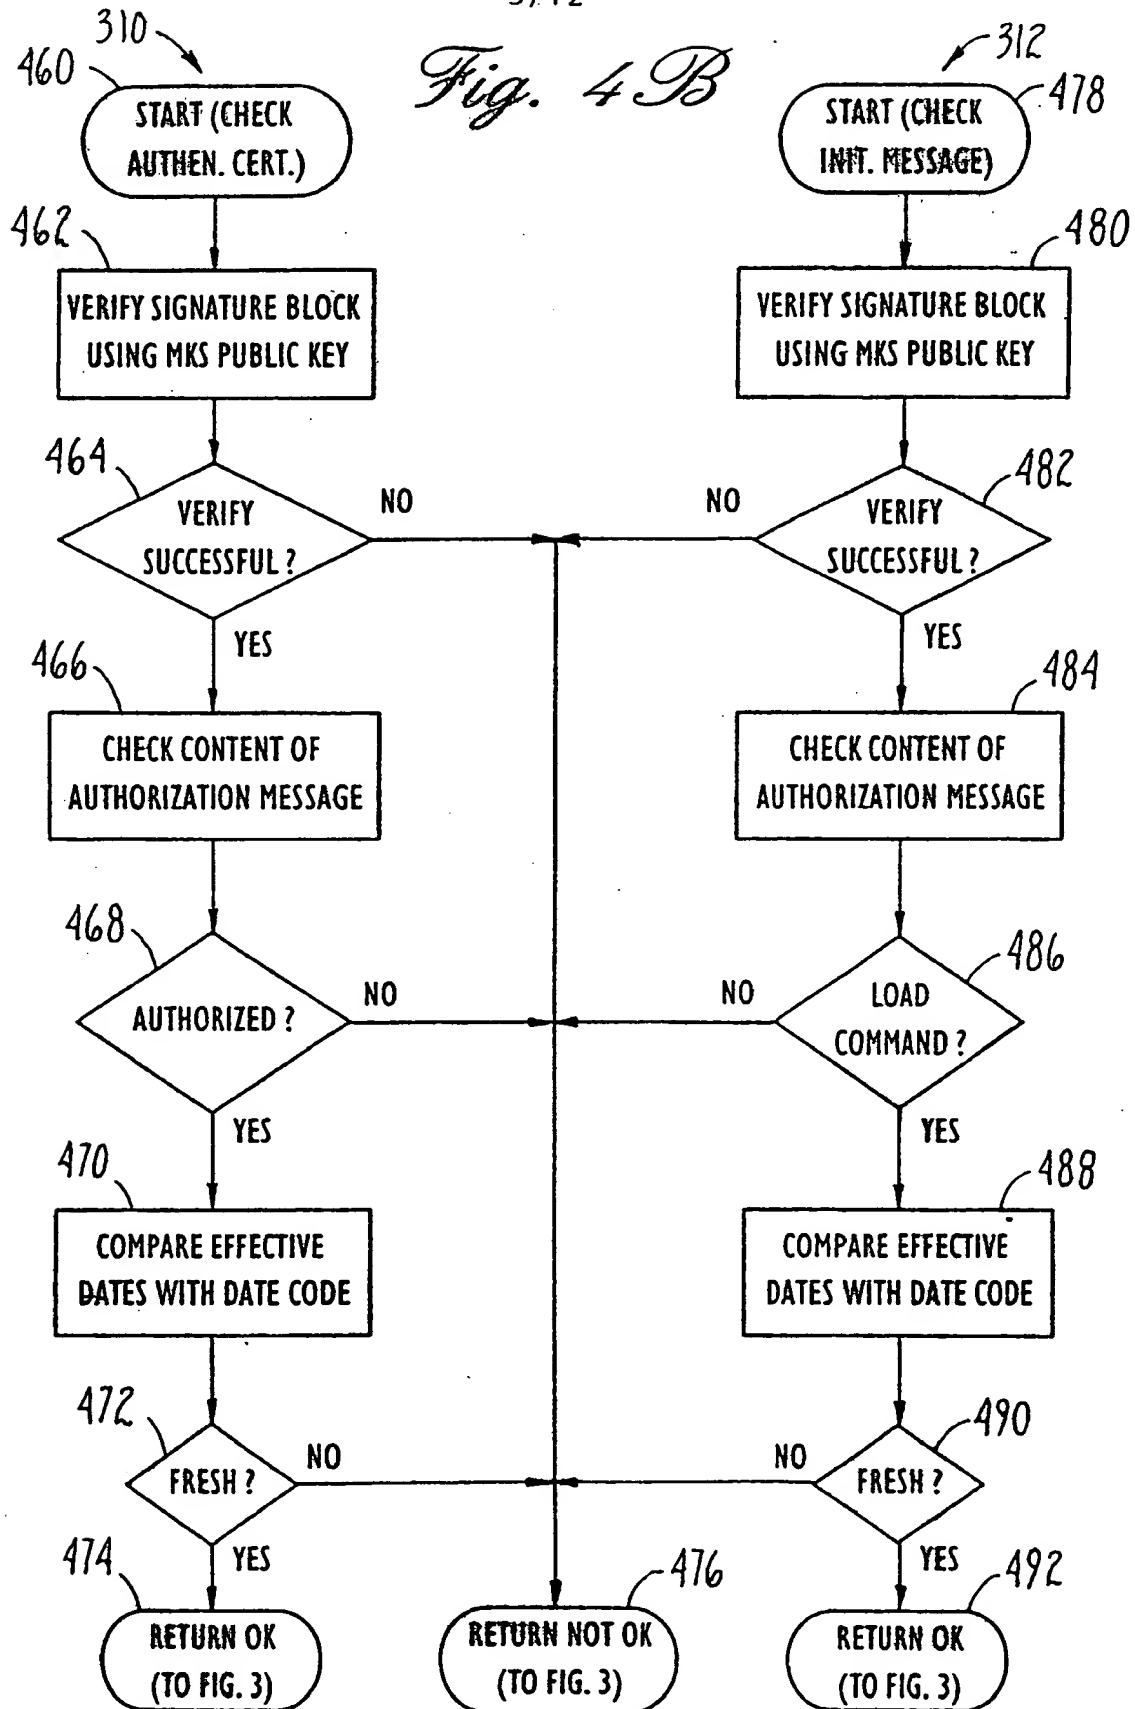 310
460
START (CHECK
AUTHEN. CERT.)
Fig. 4B
312
478
START (CHECK
INIT. MESSAGE)
462
VERIFY SIGNATURE BLOCK
USING MKS PUBLIC KEY
480
VERIFY SIGNATURE BLOCK
USING MKS PUBLIC KEY
464
VERIFY
SUCCESSFUL ?
NO
YES
NO
482
VERIFY
SUCCESSFUL ?
YES
466
CHECK CONTENT OF
AUTHORIZATION MESSAGE
484
CHECK CONTENT OF
AUTHORIZATION MESSAGE
468
AUTHORIZED ?
NO
YES
NO
486
LOAD
COMMAND ?
YES
470
COMPARE EFFECTIVE
DATES WITH DATE CODE
488
COMPARE EFFECTIVE
DATES WITH DATE CODE
472
FRESH ?
NO
YES
NO
490
FRESH ?
YES
474
RETURN OK
(TO FIG. 3)
476
RETURN NOT OK
(TO FIG. 3)
492
RETURN OK
(TO FIG. 3)